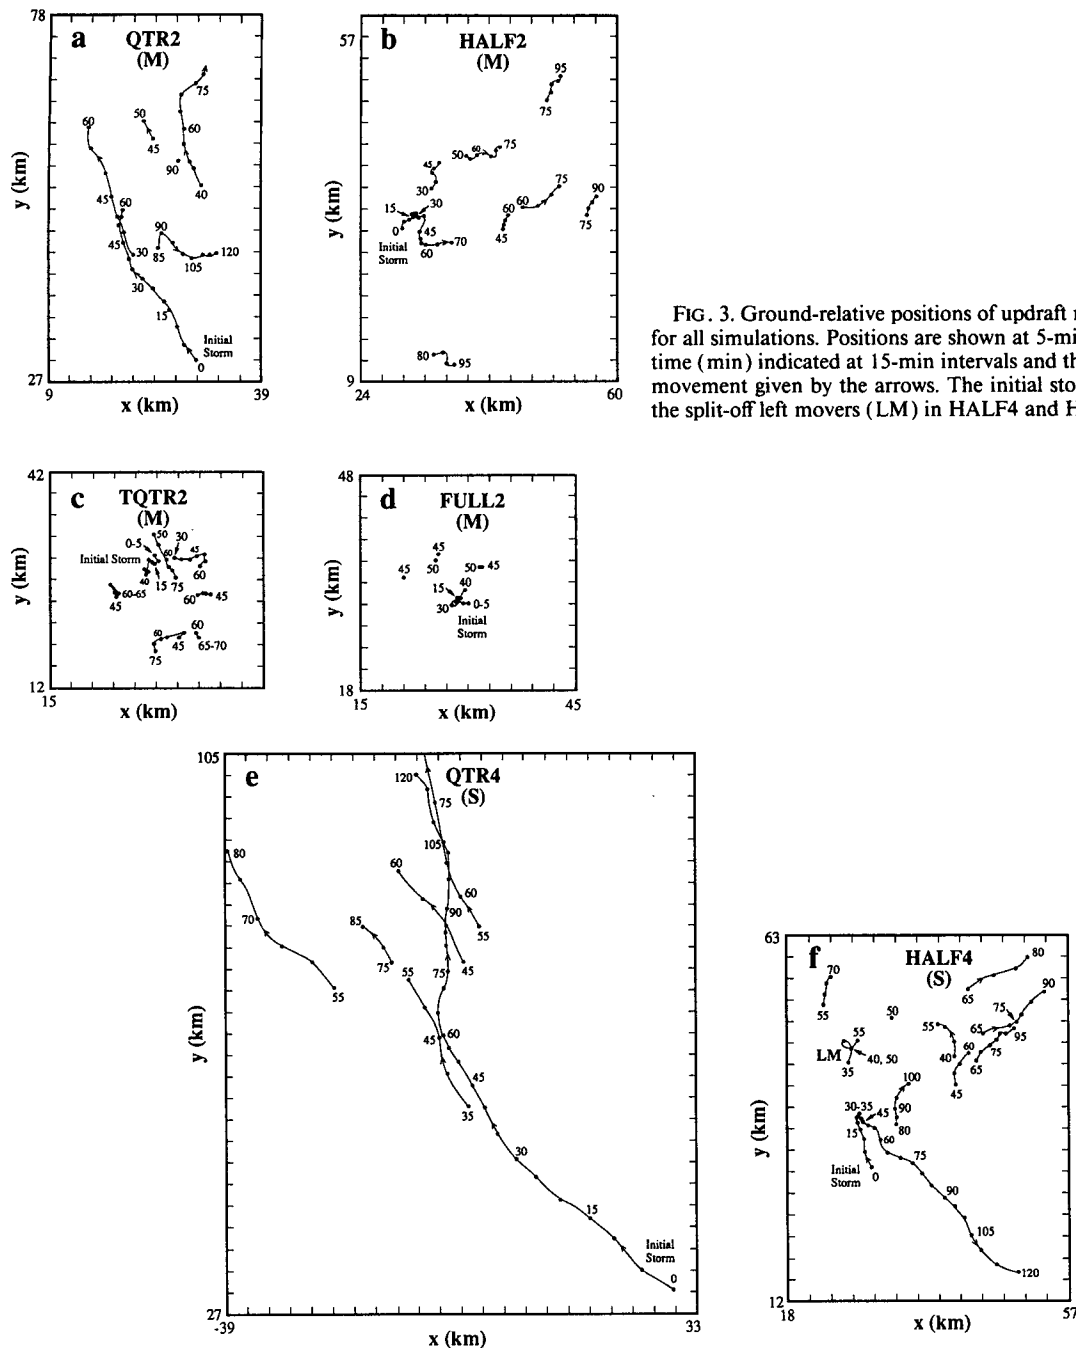 78
a
QTR2
(M)
y (km)
60
50
45
75
60
90
40
60
45
30
90
85
105
120
30
15
Initial
Storm
0
27
9
x (km)
39
57
b
HALF2
(M)
y (km)
95
75
45
30
50
60
75
15
30
0
Initial
Storm
45
60
70
60
45
60
75
90
75
80
95
9
24
x (km)
60
FIG. 3. Ground-relative positions of updraft
for all simulations. Positions are shown at 5-mi
time (min) indicated at 15-min intervals and th
movement given by the arrows. The initial sto
the split-off left movers (LM) in HALF4 and H
42
c
TQTR2
(M)
y (km)
50
30
0-5
Initial Storm
60
45
40
15
75
60
60-65
45
60
45
60
60
45
65-70
75
12
15
x (km)
48
d
FULL2
(M)
y (km)
45
45
50
50
45
15
40
30
0-5
Initial
Storm
18
15
x (km)
45
105
e
QTR4
(S)
y (km)
120
75
105
80
60
60
90
70
85
55
75
45
55
75
55
45
60
45
35
30
15
Initial
Storm
0
27
-39
x (km)
33
63
f
HALF4
(S)
y (km)
70
55
80
65
90
50
75
55
65
95
55
LM
40, 50
35
40
60
75
65
45
100
30-35
45
90
15
80
60
75
Initial
Storm
0
90
105
120
12
18
x (km)
57